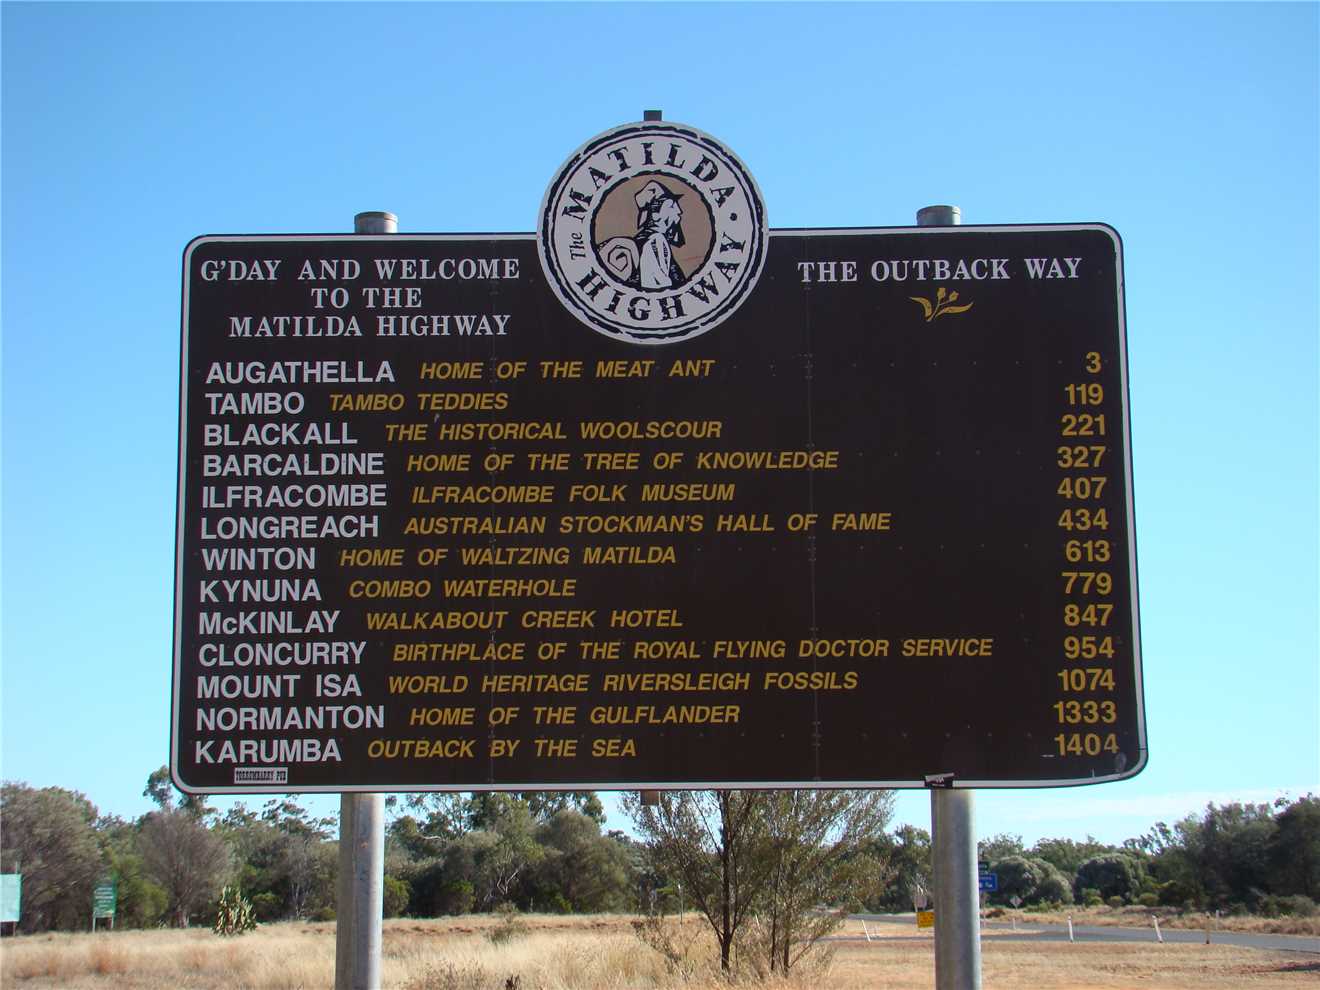 The MATILDA HIGHWAY
G'DAY AND WELCOME
TO THE
MATILDA HIGHWAY
THE OUTBACK WAY
AUGATHELLA HOME OF THE MEAT ANT 3
TAMBO TAMBO TEDDIES 119
BLACKALL THE HISTORICAL WOOLSCOUR 221
BARCALDINE HOME OF THE TREE OF KNOWLEDGE 327
ILFRACOMBE ILFRACOMBE FOLK MUSEUM 407
LONGREACH AUSTRALIAN STOCKMAN'S HALL OF FAME 434
WINTON HOME OF WALTZING MATILDA 613
KYNUNA COMBO WATERHOLE 779
McKINLAY WALKABOUT CREEK HOTEL 847
CLONCURRY BIRTHPLACE OF THE ROYAL FLYING DOCTOR SERVICE 954
MOUNT ISA WORLD HERITAGE RIVERSLEIGH FOSSILS 1074
NORMANTON HOME OF THE GULFLANDER 1333
KARUMBA OUTBACK BY THE SEA 1404